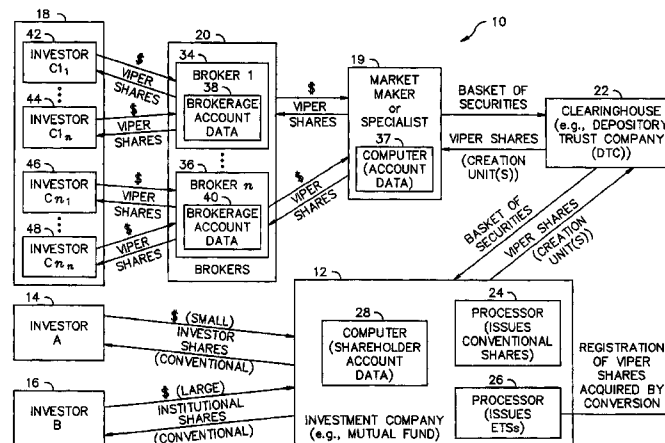 10
18
42
INVESTOR
C1₁
44
INVESTOR
C1ₙ
46
INVESTOR
Cn₁
48
INVESTOR
Cnₙ
$
VIPER
SHARES
$
VIPER
SHARES
$
VIPER
SHARES
$
VIPER
SHARES
20
34
BROKER 1
38
BROKERAGE
ACCOUNT
DATA
36
BROKER n
40
BROKERAGE
ACCOUNT
DATA
BROKERS
$
VIPER
SHARES
$
VIPER
SHARES
19
MARKET
MAKER
or
SPECIALIST
37
COMPUTER
(ACCOUNT
DATA)
BASKET OF
SECURITIES
VIPER SHARES
(CREATION
UNIT(S))
22
CLEARINGHOUSE
(e.g., DEPOSITORY
TRUST COMPANY
(DTC))
BASKET OF
SECURITIES
VIPER SHARES
(CREATION
UNIT(S))
14
INVESTOR
A
$ (SMALL)
INVESTOR
SHARES
(CONVENTIONAL)
16
INVESTOR
B
$ (LARGE)
INSTITUTIONAL
SHARES
(CONVENTIONAL)
12
28
COMPUTER
(SHAREHOLDER
ACCOUNT
DATA)
24
PROCESSOR
(ISSUES
CONVENTIONAL
SHARES)
26
PROCESSOR
(ISSUES
ETSs)
INVESTMENT COMPANY
(e.g., MUTUAL FUND)
REGISTRATION
OF VIPER
SHARES
ACQUIRED BY
CONVERSION